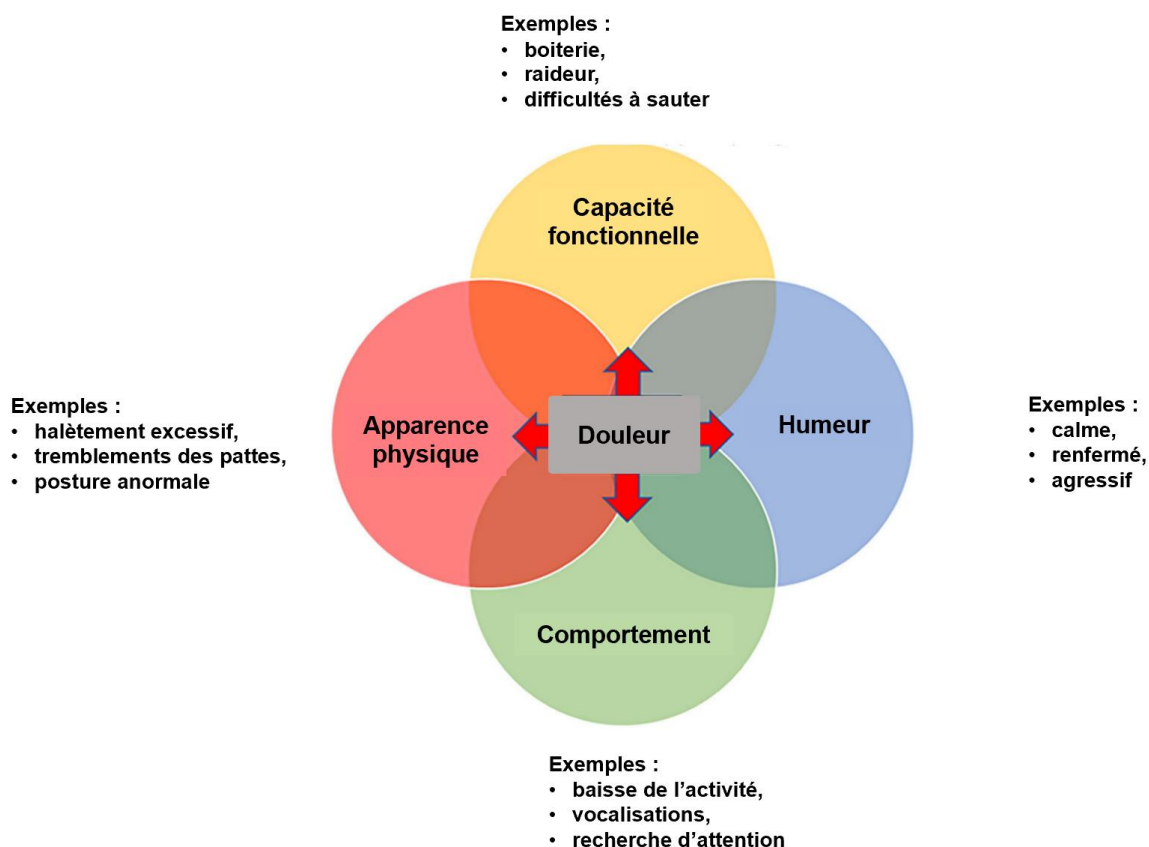 Exemples :
• boiterie,
• raideur,
• difficultés à sauter
Capacité
fonctionnelle
Exemples :
• halètement excessif,
• tremblements des pattes,
• posture anormale
Apparence
physique
Douleur
Humeur
Exemples :
• calme,
• renfermé,
• agressif
Comportement
Exemples :
• baisse de l’activité,
• vocalisations,
• recherche d’attention